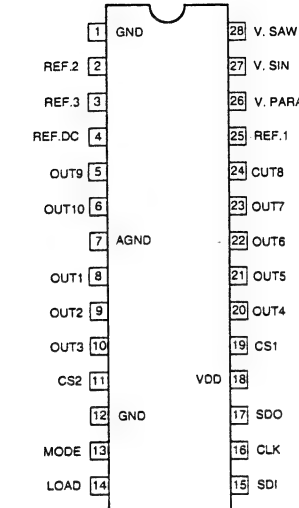 1 GND 28 V. SAW
REF.2 2 27 V. SIN
REF.3 3 26 V. PARA
REF.DC 4 25 REF.1
OUT9 5 24 CUT8
OUT10 6 23 OUT7
7 AGND 22 OUT6
OUT1 8 21 OUT5
OUT2 9 20 OUT4
OUT3 10 19 CS1
CS2 11 VDD 18
12 GND 17 SDO
MODE 13 16 CLK
LOAD 14 15 SDI